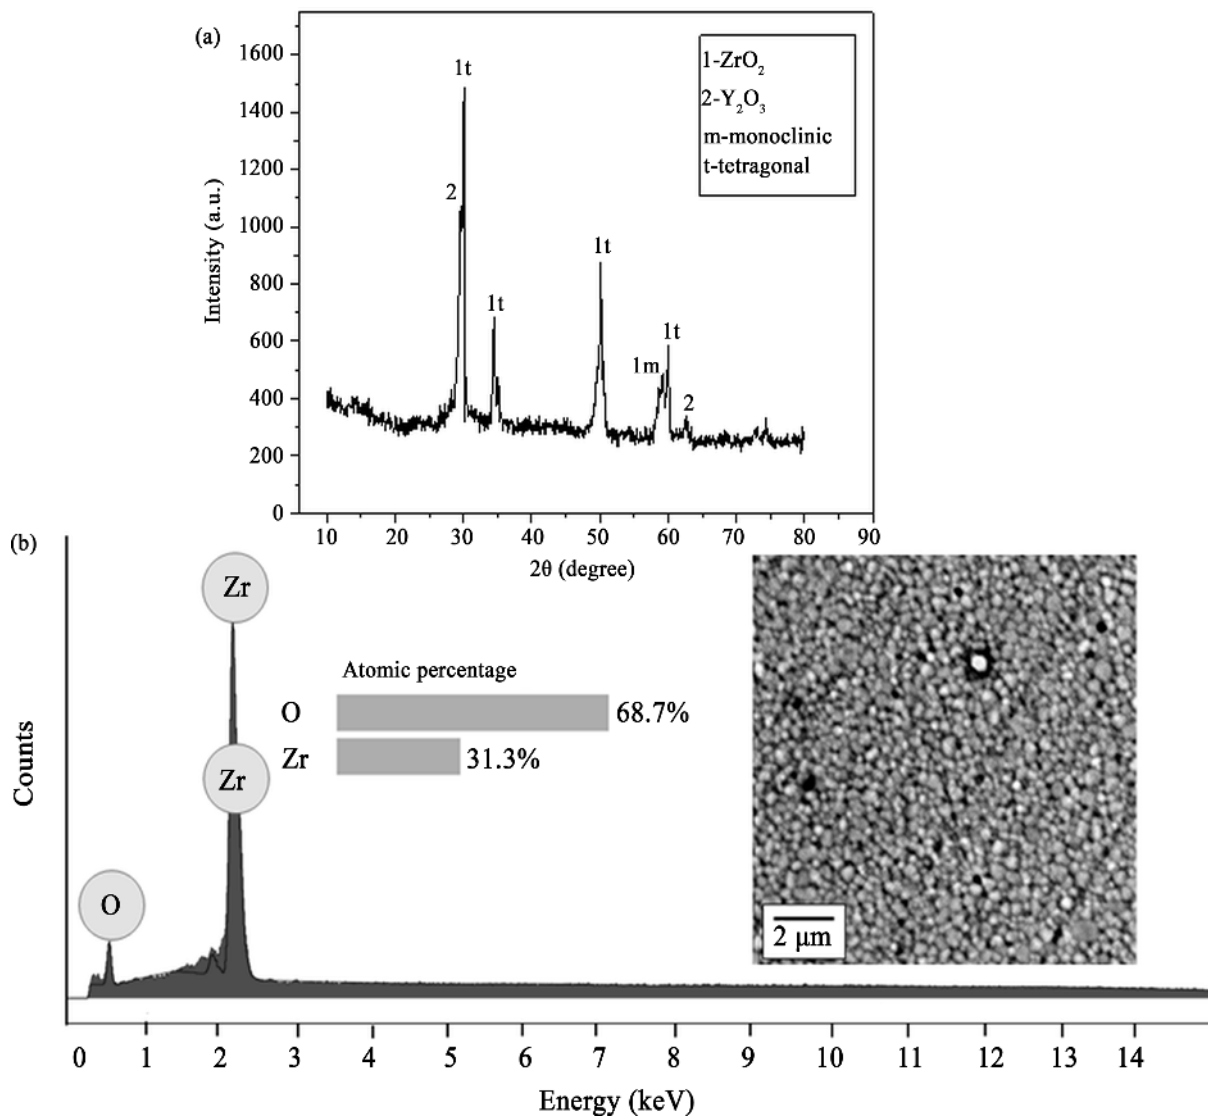 (a)
1600
1400
1200
1000
800
600
400
200
0
Intensity (a.u.)
1t
2
1t
1t
1m
1t
2
1-ZrO₂
2-Y₂O₃
m-monoclinic
t-tetragonal
10 20 30 40 50 60 70 80 90
2θ (degree)
(b)
Zr
Zr
O
Atomic percentage
O 68.7%
Zr 31.3%
2 μm
Counts
0 1 2 3 4 5 6 7 8 9 10 11 12 13 14
Energy (keV)